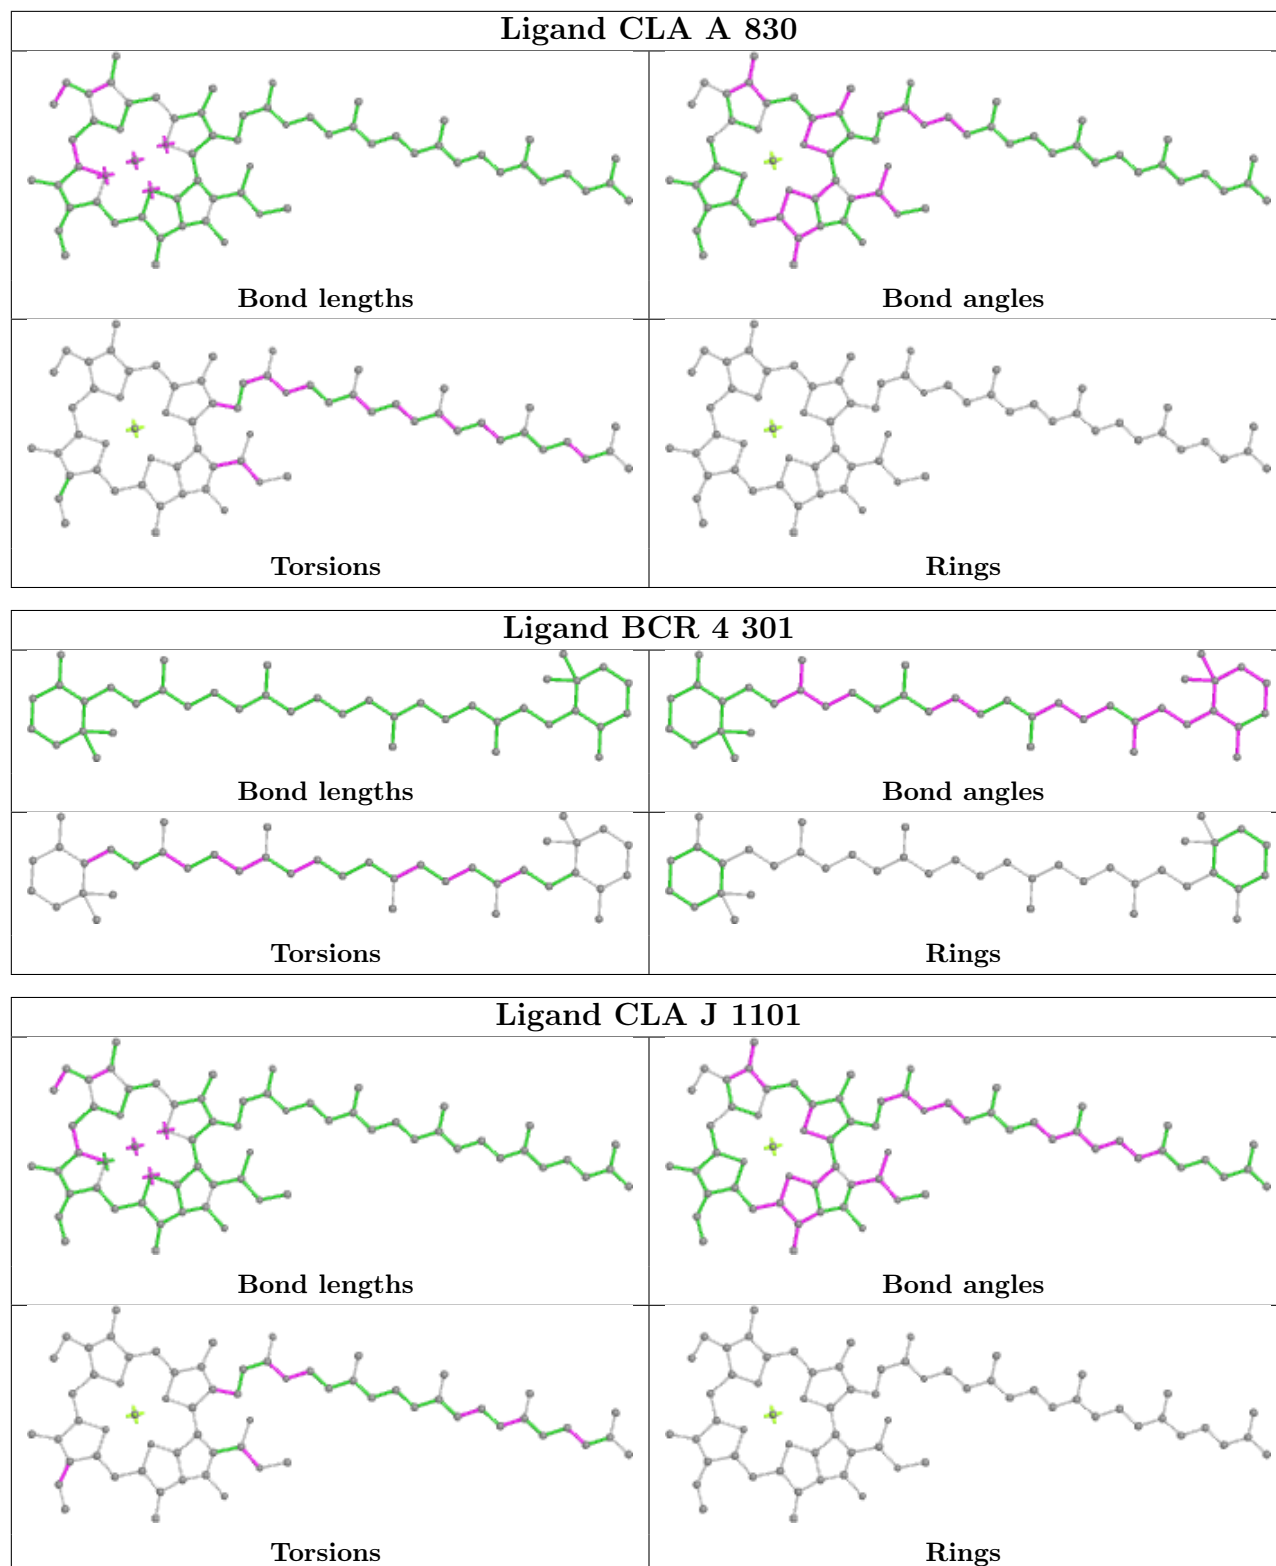 Ligand CLA A 830
Bond lengths
Bond angles
Torsions
Rings
Ligand BCR 4 301
Bond lengths
Bond angles
Torsions
Rings
Ligand CLA J 1101
Bond lengths
Bond angles
Torsions
Rings